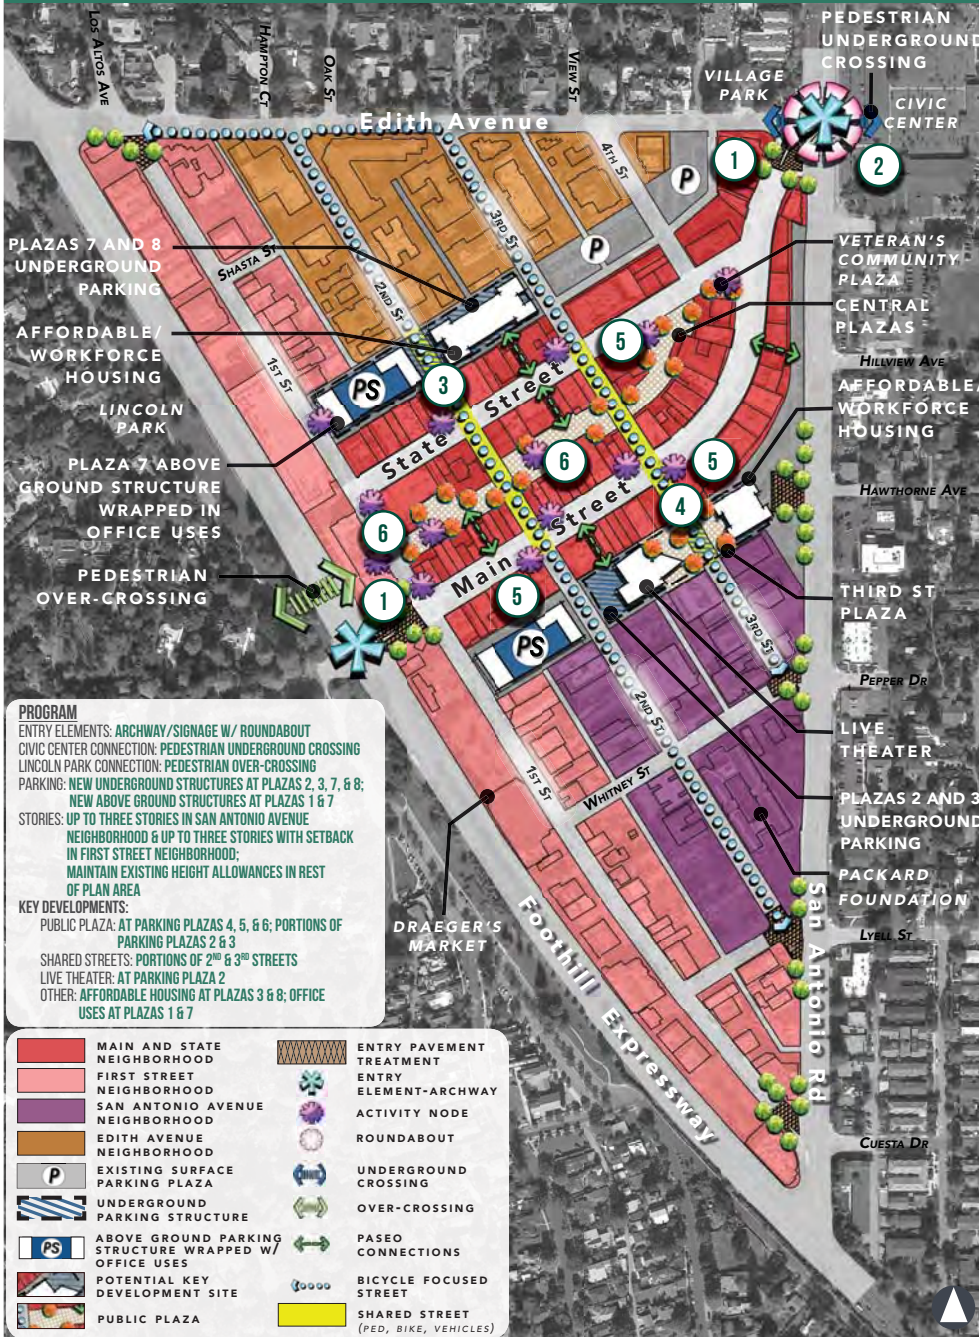 LOS ALTOS AVE
HAMPTON CT
OAK ST
VIEW ST
VILLAGE
PARK
PEDESTRIAN
UNDERGROUND
CROSSING
CIVIC
CENTER
Edith Avenue
4TH ST
1
2
P
3RD ST
P
SHASTA ST
2ND ST
PLAZAS 7 AND 8
UNDERGROUND
PARKING
VETERAN'S
COMMUNITY
PLAZA
CENTRAL
PLAZAS
AFFORDABLE/
WORKFORCE
HOUSING
1ST ST
PS
3
5
State Street
HILLVIEW AVE
AFFORDABLE/
WORKFORCE
HOUSING
LINCOLN
PARK
PLAZA 7 ABOVE
GROUND STRUCTURE
WRAPPED IN
OFFICE USES
6
5
HAWTHORNE AVE
4
6
Main Street
PEDESTRIAN
OVER-CROSSING
1
5
PS
THIRD ST
PLAZA
3RD ST
PEPPER DR
2ND ST
LIVE
THEATER
1ST ST
WHITNEY ST
PLAZAS 2 AND 3
UNDERGROUND
PARKING
PACKARD
FOUNDATION
DRAEGER'S
MARKET
LYELL ST
Foothill Expressway
San Antonio Rd
CUESTA DR
PROGRAM
ENTRY ELEMENTS: ARCHWAY/SIGNAGE W/ ROUNDABOUT
CIVIC CENTER CONNECTION: PEDESTRIAN UNDERGROUND CROSSING
LINCOLN PARK CONNECTION: PEDESTRIAN OVER-CROSSING
PARKING: NEW UNDERGROUND STRUCTURES AT PLAZAS 2, 3, 7, & 8;
NEW ABOVE GROUND STRUCTURES AT PLAZAS 1 & 7
STORIES: UP TO THREE STORIES IN SAN ANTONIO AVENUE
NEIGHBORHOOD & UP TO THREE STORIES WITH SETBACK
IN FIRST STREET NEIGHBORHOOD;
MAINTAIN EXISTING HEIGHT ALLOWANCES IN REST
OF PLAN AREA
KEY DEVELOPMENTS:
PUBLIC PLAZA: AT PARKING PLAZAS 4, 5, & 6; PORTIONS OF
PARKING PLAZAS 2 & 3
SHARED STREETS: PORTIONS OF 2ND & 3RD STREETS
LIVE THEATER: AT PARKING PLAZA 2
OTHER: AFFORDABLE HOUSING AT PLAZAS 3 & 8; OFFICE
USES AT PLAZAS 1 & 7
MAIN AND STATE
NEIGHBORHOOD
FIRST STREET
NEIGHBORHOOD
SAN ANTONIO AVENUE
NEIGHBORHOOD
EDITH AVENUE
NEIGHBORHOOD
P
EXISTING SURFACE
PARKING PLAZA
UNDERGROUND
PARKING STRUCTURE
PS
ABOVE GROUND PARKING
STRUCTURE WRAPPED W/
OFFICE USES
POTENTIAL KEY
DEVELOPMENT SITE
PUBLIC PLAZA
ENTRY PAVEMENT
TREATMENT
ENTRY
ELEMENT-ARCHWAY
ACTIVITY NODE
ROUNDABOUT
UNDERGROUND
CROSSING
OVER-CROSSING
PASEO
CONNECTIONS
BICYCLE FOCUSED
STREET
SHARED STREET
(PED, BIKE, VEHICLES)